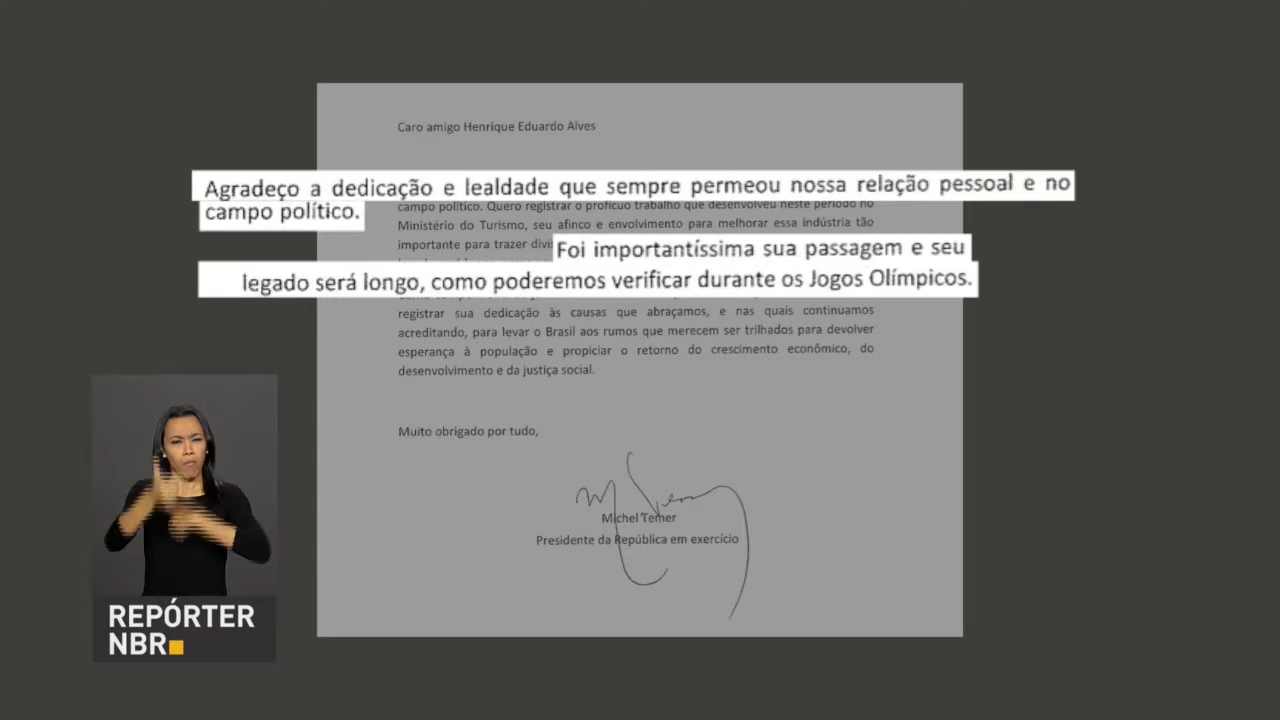 Caro amigo Henrique Eduardo Alves
Agradeço a dedicação e lealdade que sempre permeou nossa relação pessoal e no
campo político.
campo político. Quero registrar o profícuo trabalho que desenvolveu neste período no
Ministério do Turismo, seu afinco e envolvimento para melhorar essa indústria tão
importante para trazer
Foi importantíssima sua passagem e seu
legado será longo, como poderemos verificar durante os Jogos Olímpicos.
registrar sua dedicação às causas que abraçamos, e nas quais continuamos
acreditando, para levar o Brasil aos rumos que merecem ser trilhados para devolver
esperança à população e propiciar o retorno do crescimento econômico, do
desenvolvimento e da justiça social.
Muito obrigado por tudo,
Michel Temer
Presidente da República em exercício
REPÓRTER
NBR